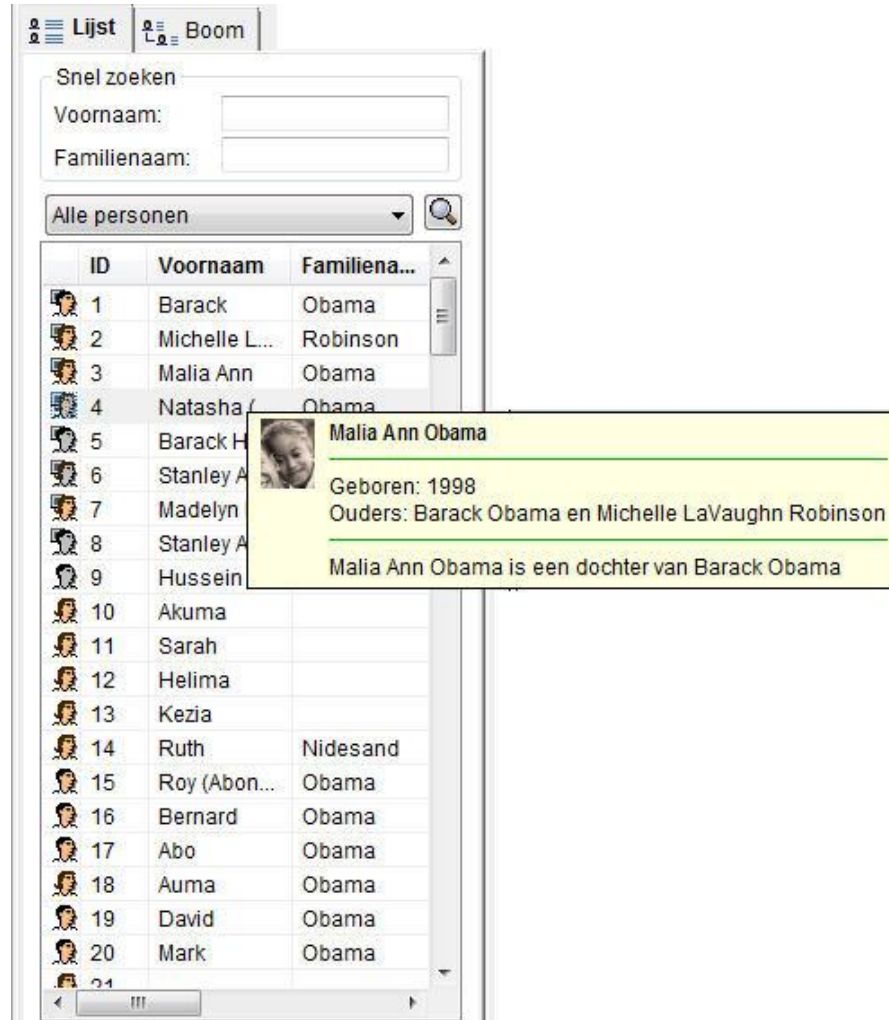 Lijst Boom
Snel zoeken
Voornaam:
Familienaam:
Alle personen
ID Voornaam Familiena...
1 Barack Obama
2 Michelle L... Robinson
3 Malia Ann Obama
4 Natasha (... Obama
5 Barack H
6 Stanley A
7 Madelyn
8 Stanley A
9 Hussein
Malia Ann Obama
Geboren: 1998
Ouders: Barack Obama en Michelle LaVaughn Robinson
Malia Ann Obama is een dochter van Barack Obama
10 Akuma
11 Sarah
12 Helima
13 Kezia
14 Ruth Nidesand
15 Roy (Abon... Obama
16 Bernard Obama
17 Abo Obama
18 Auma Obama
19 David Obama
20 Mark Obama
21